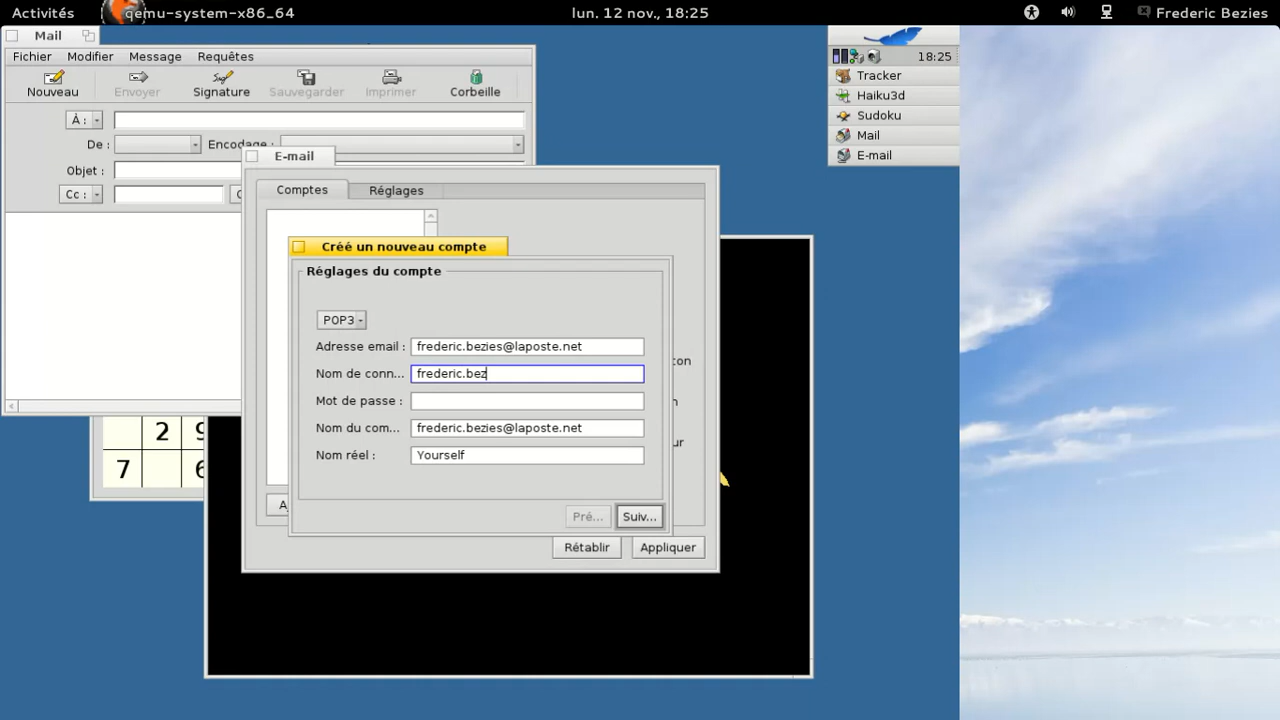 Activités qemu-system-x86_64 lun. 12 nov., 18:25 Frederic Bezies
Mail
Fichier Modifier Message Requêtes
Nouveau Envoyer Signature Sauvegarder Imprimer Corbeille
À :
De : Encodage :
Objet :
Cc :
18:25
Tracker
Haiku3d
Sudoku
Mail
E-mail
E-mail
Comptes Réglages
Créé un nouveau compte
Réglages du compte
POP3
Adresse email : frederic.bezies@laposte.net
Nom de conn... frederic.bez
Mot de passe :
Nom du com... frederic.bezies@laposte.net
Nom réel : Yourself
Pré... Suiv...
Rétablir Appliquer
2 9
7 6